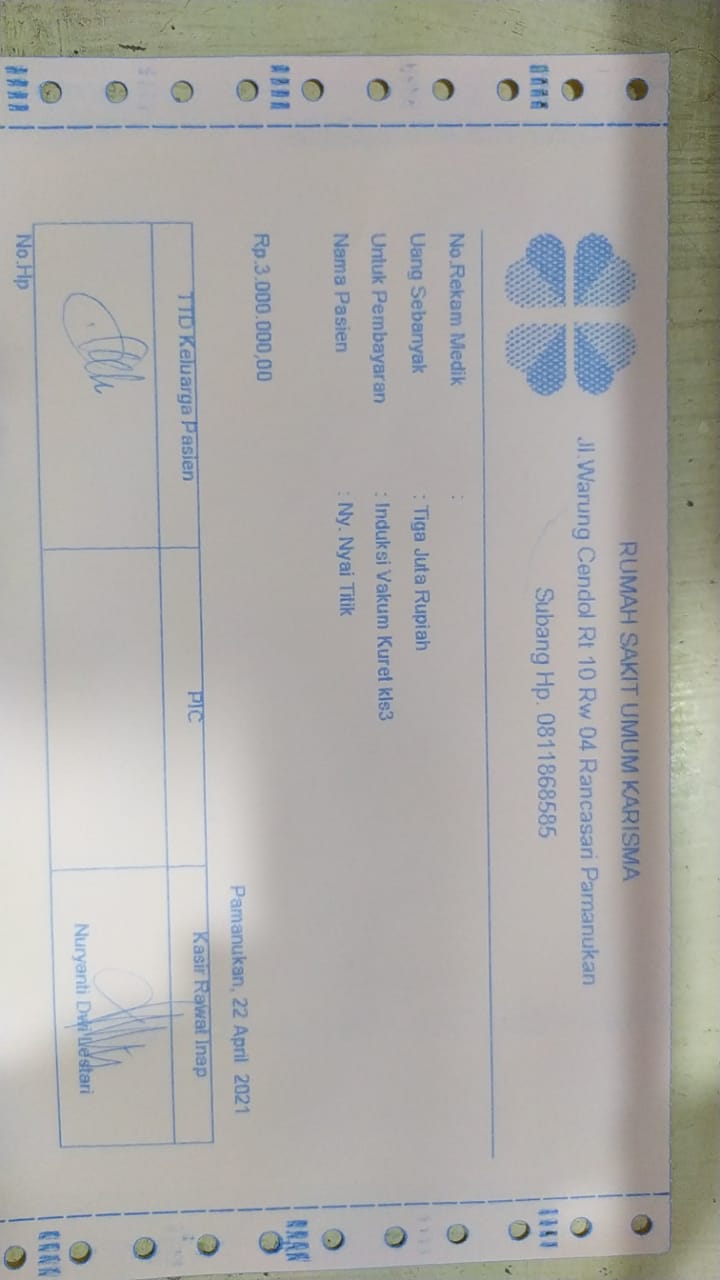 RUMAH SAKIT UMUM KARISMA
Jl.Warung Cendol Rt 10 Rw 04 Rancasari Pamanukan
Subang Hp. 0811868585
No.Rekam Medik :
Uang Sebanyak : Tiga Juta Rupiah
Untuk Pembayaran : Induksi Vakum Kuret kls3
Nama Pasien : Ny. Nyai Titik
Rp.3.000.000,00
Pamanukan, 22 April 2021
TTD Keluarga Pasien PIC Kasir Rawat Inap
Nuryanti Dwi Lestari
No.Hp